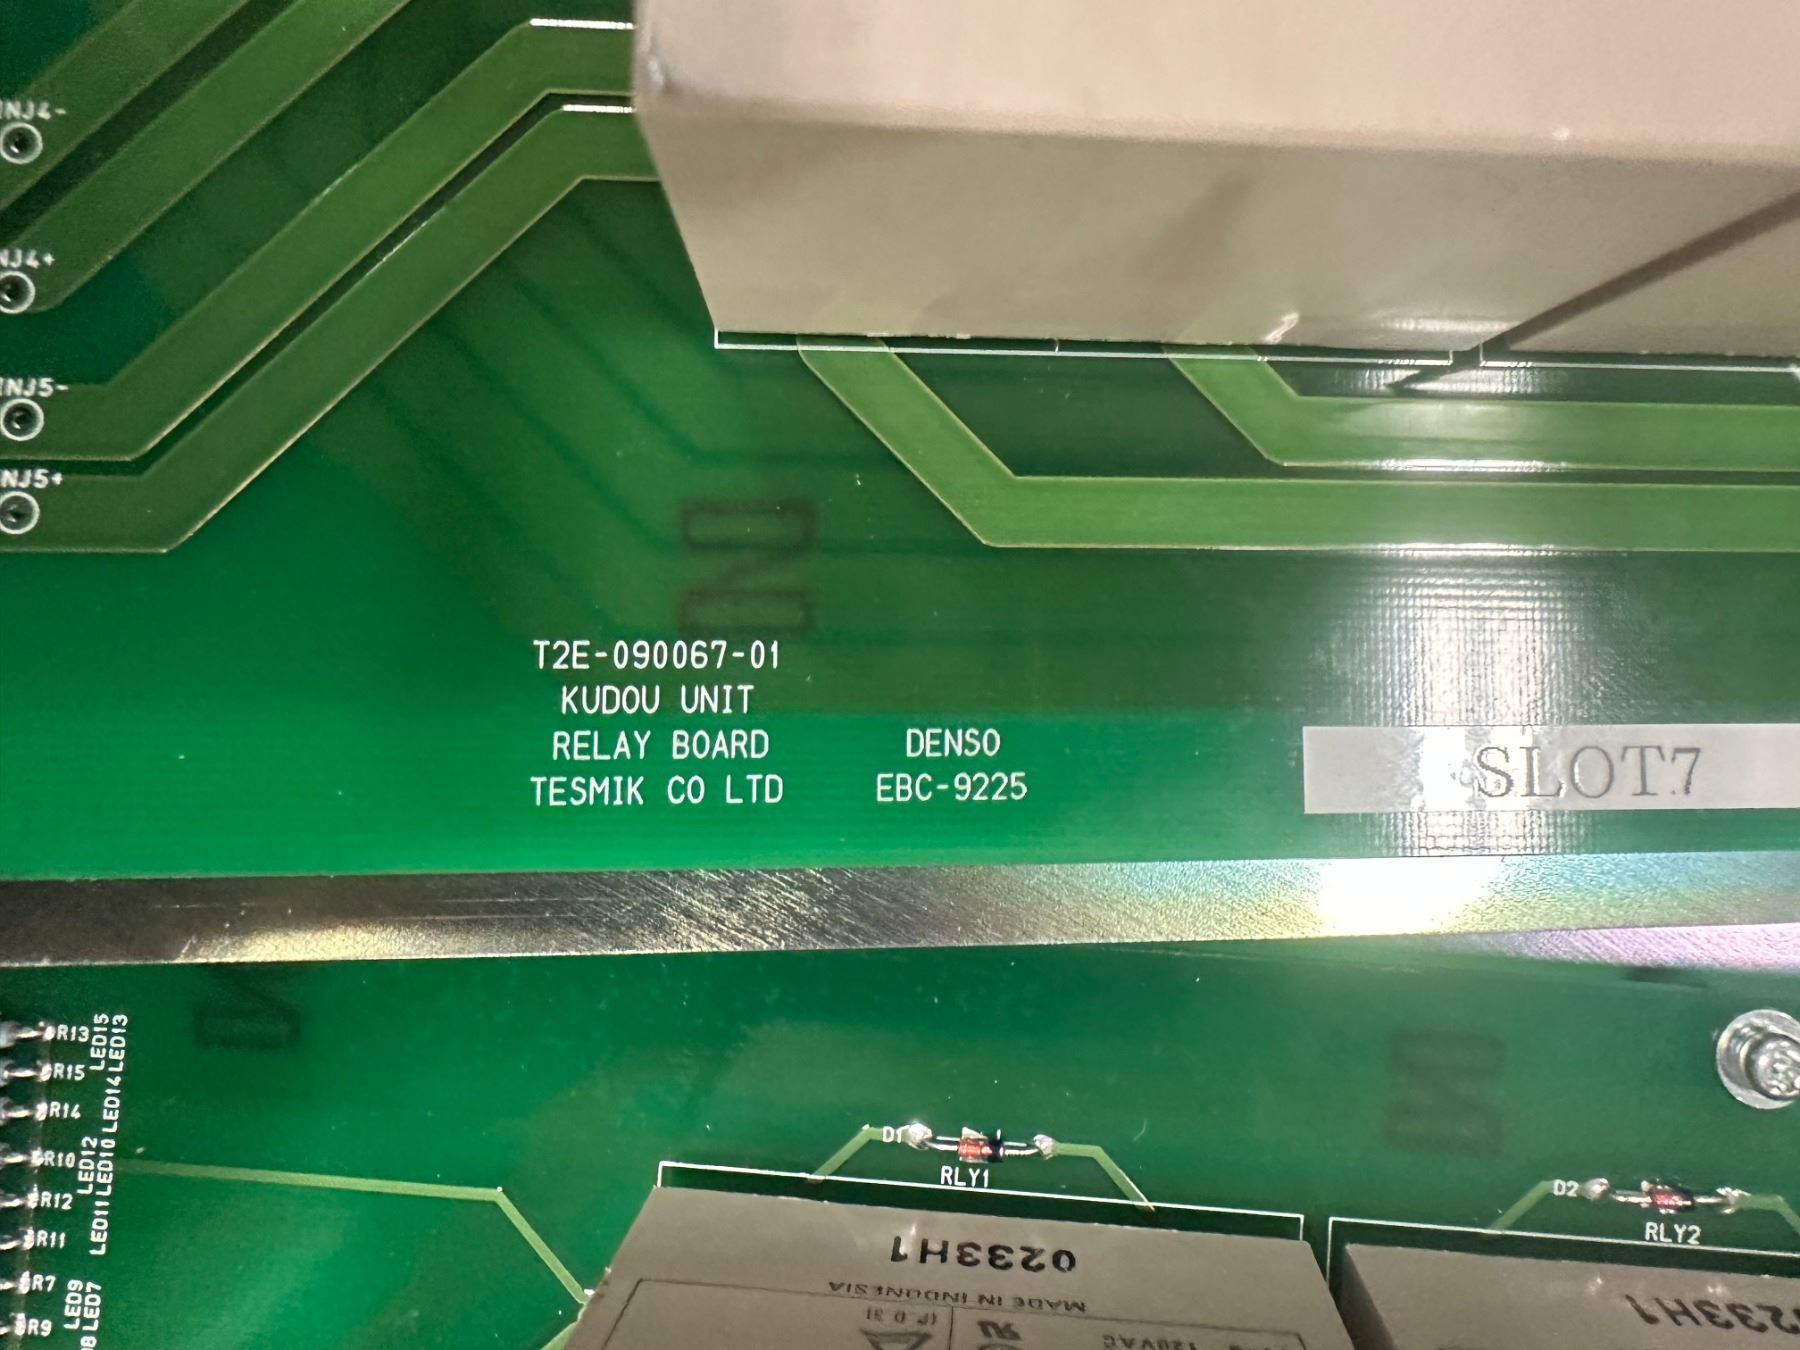 INJ4-
NJ4+
INJ5-
NJ5+
T2E-090067-01
KUDOU UNIT
RELAY BOARD
TESMIK CO LTD
DENSO
EBC-9225
SLOT7
R13
R15
R14
R10
R12
R11
R7
R9
LED15
LED13
LED14
LED12
LED10
LED11
LED9
LED7
D1
RLY1
D2
RLY2
0233H1
MADE IN INDONESIA
120VAC
0233H1